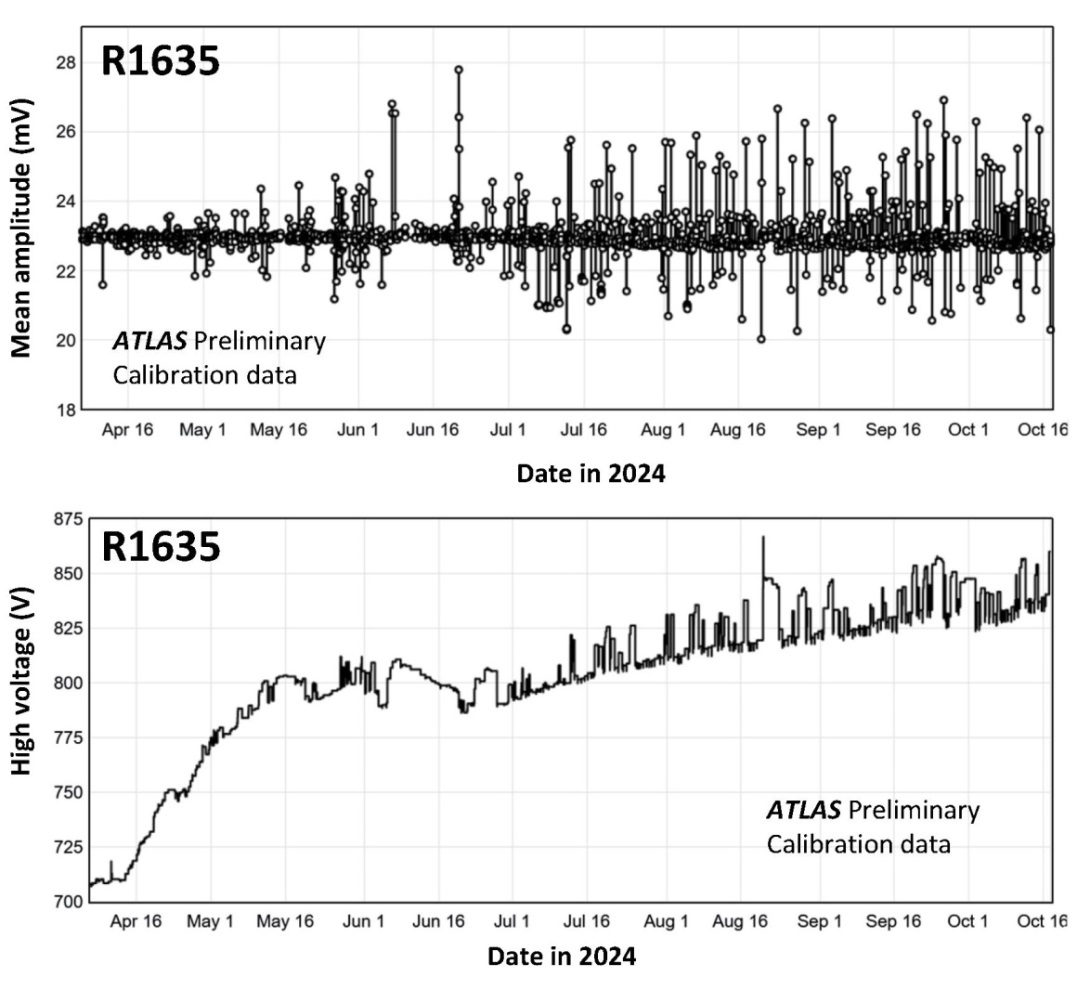 R1635
28
26
24
22
20
18
Mean amplitude (mV)
ATLAS Preliminary
Calibration data
Apr 16 May 1 May 16 Jun 1 Jun 16 Jul 1 Jul 16 Aug 1 Aug 16 Sep 1 Sep 16 Oct 1 Oct 16
Date in 2024
R1635
875
850
825
800
775
750
725
700
High voltage (V)
ATLAS Preliminary
Calibration data
Apr 16 May 1 May 16 Jun 1 Jun 16 Jul 1 Jul 16 Aug 1 Aug 16 Sep 1 Sep 16 Oct 1 Oct 16
Date in 2024